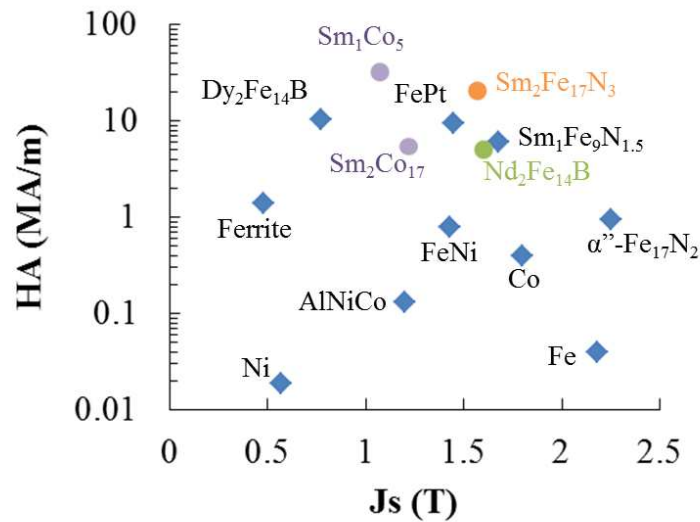 100
Sm₁Co₅
Dy₂Fe₁₄B
FePt
Sm₂Fe₁₇N₃
10
Sm₁Fe₉N₁.₅
Sm₂Co₁₇
Nd₂Fe₁₄B
HA (MA/m)
1
Ferrite
FeNi
α”-Fe₁₇N₂
Co
0.1
AlNiCo
Ni
Fe
0.01
0
0.5
1
1.5
2
2.5
Js (T)